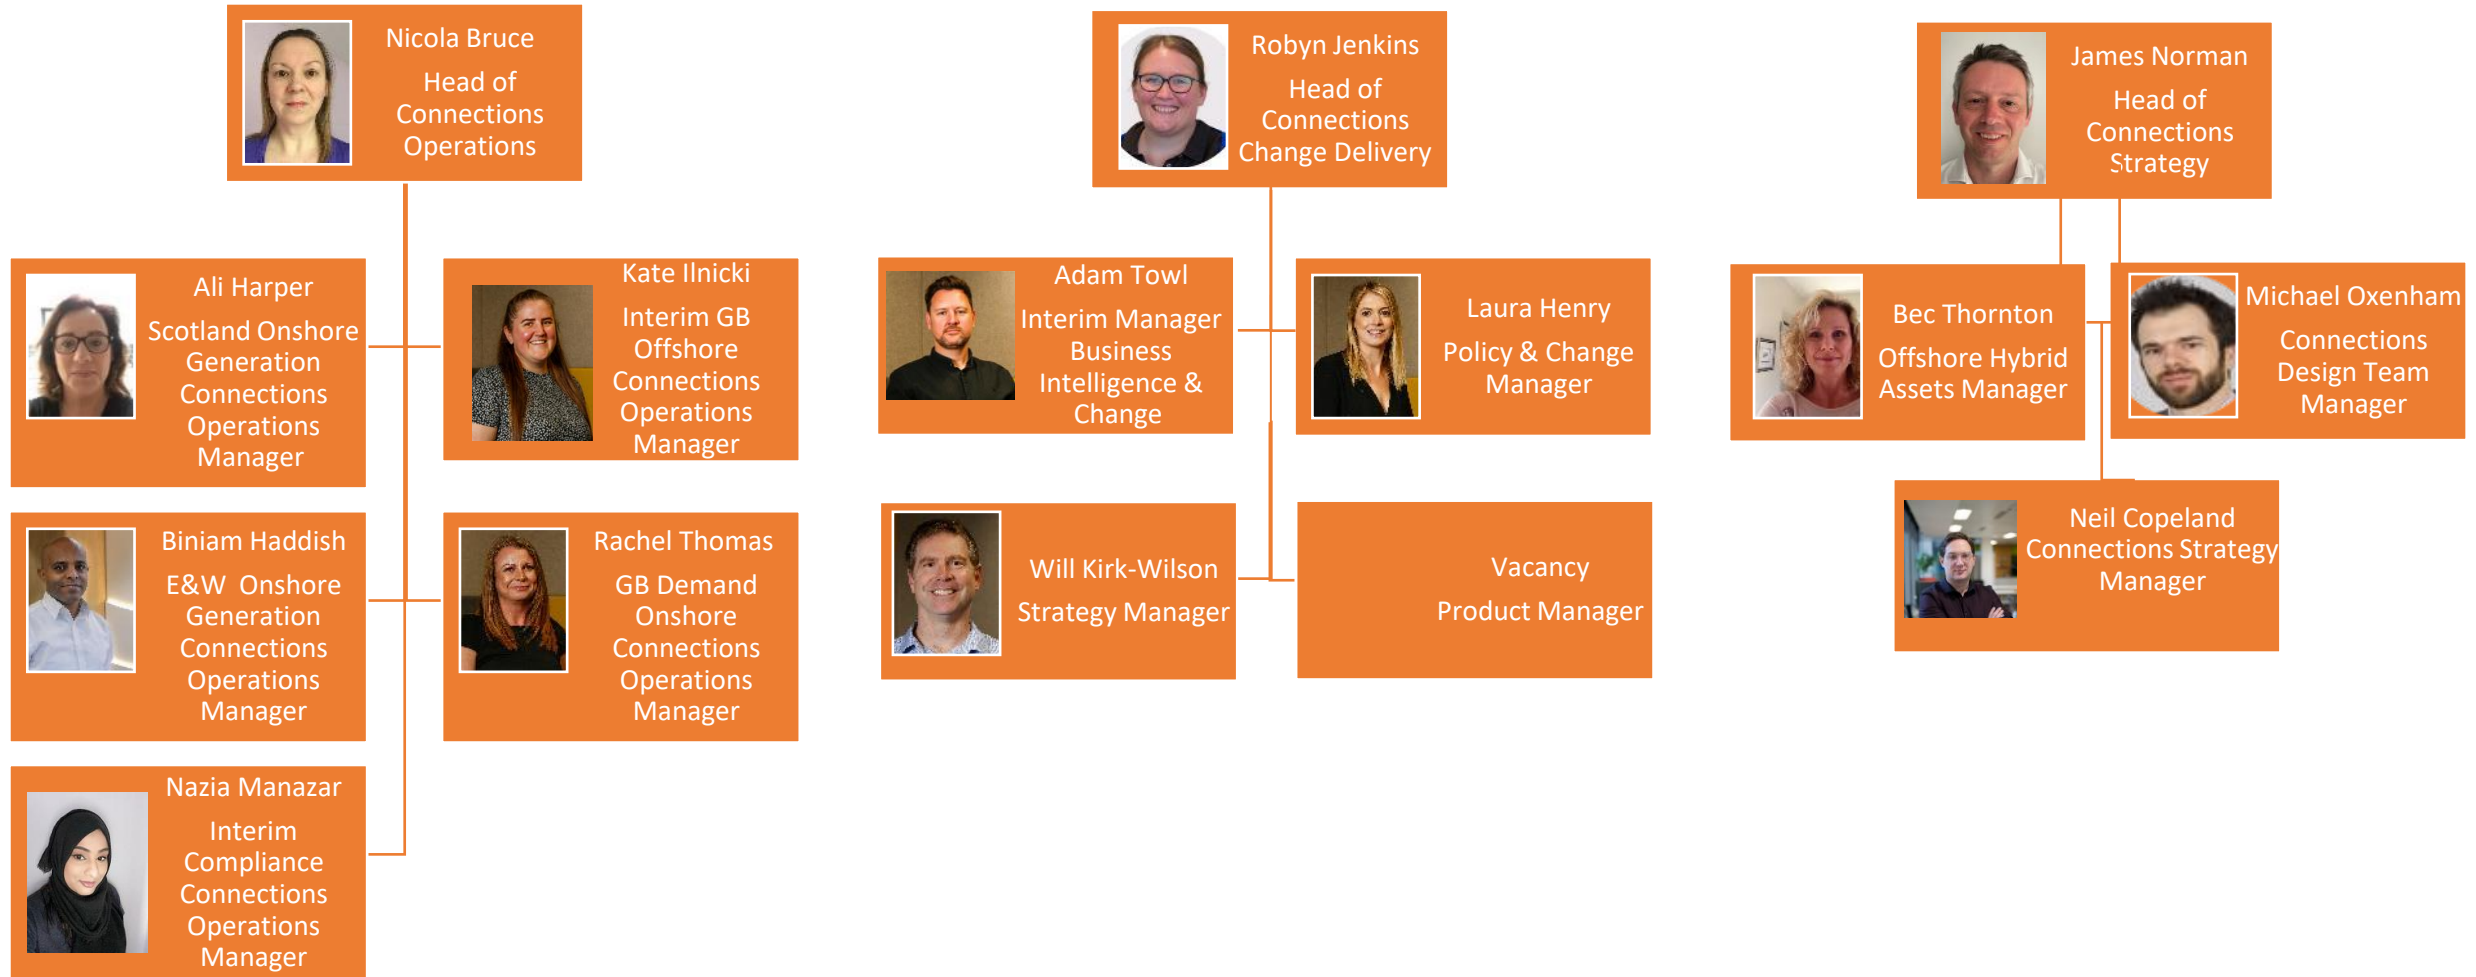 Nicola Bruce
Head of
Connections
Operations
Ali Harper
Scotland Onshore
Generation
Connections
Operations
Manager
Kate Ilnicki
Interim GB
Offshore
Connections
Operations
Manager
Biniam Haddish
E&W  Onshore
Generation
Connections
Operations
Manager
Rachel Thomas
GB Demand
Onshore
Connections
Operations
Manager
Nazia Manazar
Interim
Compliance
Connections
Operations
Manager
Robyn Jenkins
Head of
Connections
Change Delivery
Adam Towl
Interim Manager
Business
Intelligence &
Change
Laura Henry
Policy & Change
Manager
Will Kirk-Wilson
Strategy Manager
Vacancy
Product Manager
James Norman
Head of
Connections
Strategy
Bec Thornton
Offshore Hybrid
Assets Manager
Michael Oxenham
Connections
Design Team
Manager
Neil Copeland
Connections Strategy
Manager